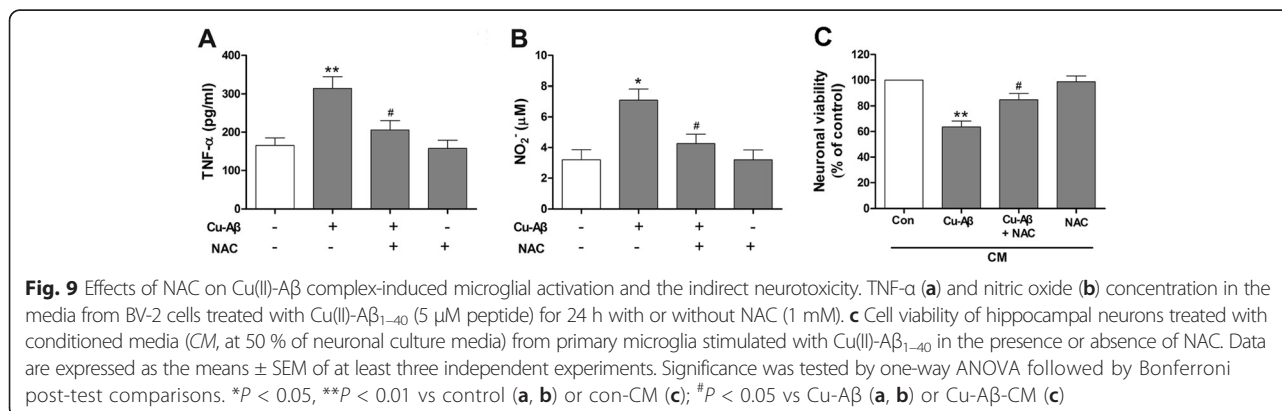 A
400
300
200
100
0
TNF-α (pg/ml)
**
#
Cu-Aβ - + + -
NAC - - + +
B
8
6
4
2
0
NO₂⁻ (μM)
*
#
Cu-Aβ - + + -
NAC - - + +
C
120
100
80
60
40
20
0
Neuronal viability
(% of control)
**
#
Con Cu-Aβ Cu-Aβ NAC
+ NAC
CM
Fig. 9 Effects of NAC on Cu(II)-Aβ complex-induced microglial activation and the indirect neurotoxicity. TNF-α (a) and nitric oxide (b) concentration in the
media from BV-2 cells treated with Cu(II)-Aβ₁₋₄₀ (5 μM peptide) for 24 h with or without NAC (1 mM). c Cell viability of hippocampal neurons treated with
conditioned media (CM, at 50 % of neuronal culture media) from primary microglia stimulated with Cu(II)-Aβ₁₋₄₀ in the presence or absence of NAC. Data
are expressed as the means ± SEM of at least three independent experiments. Significance was tested by one-way ANOVA followed by Bonferroni
post-test comparisons. *P < 0.05, **P < 0.01 vs control (a, b) or con-CM (c); #P < 0.05 vs Cu-Aβ (a, b) or Cu-Aβ-CM (c)